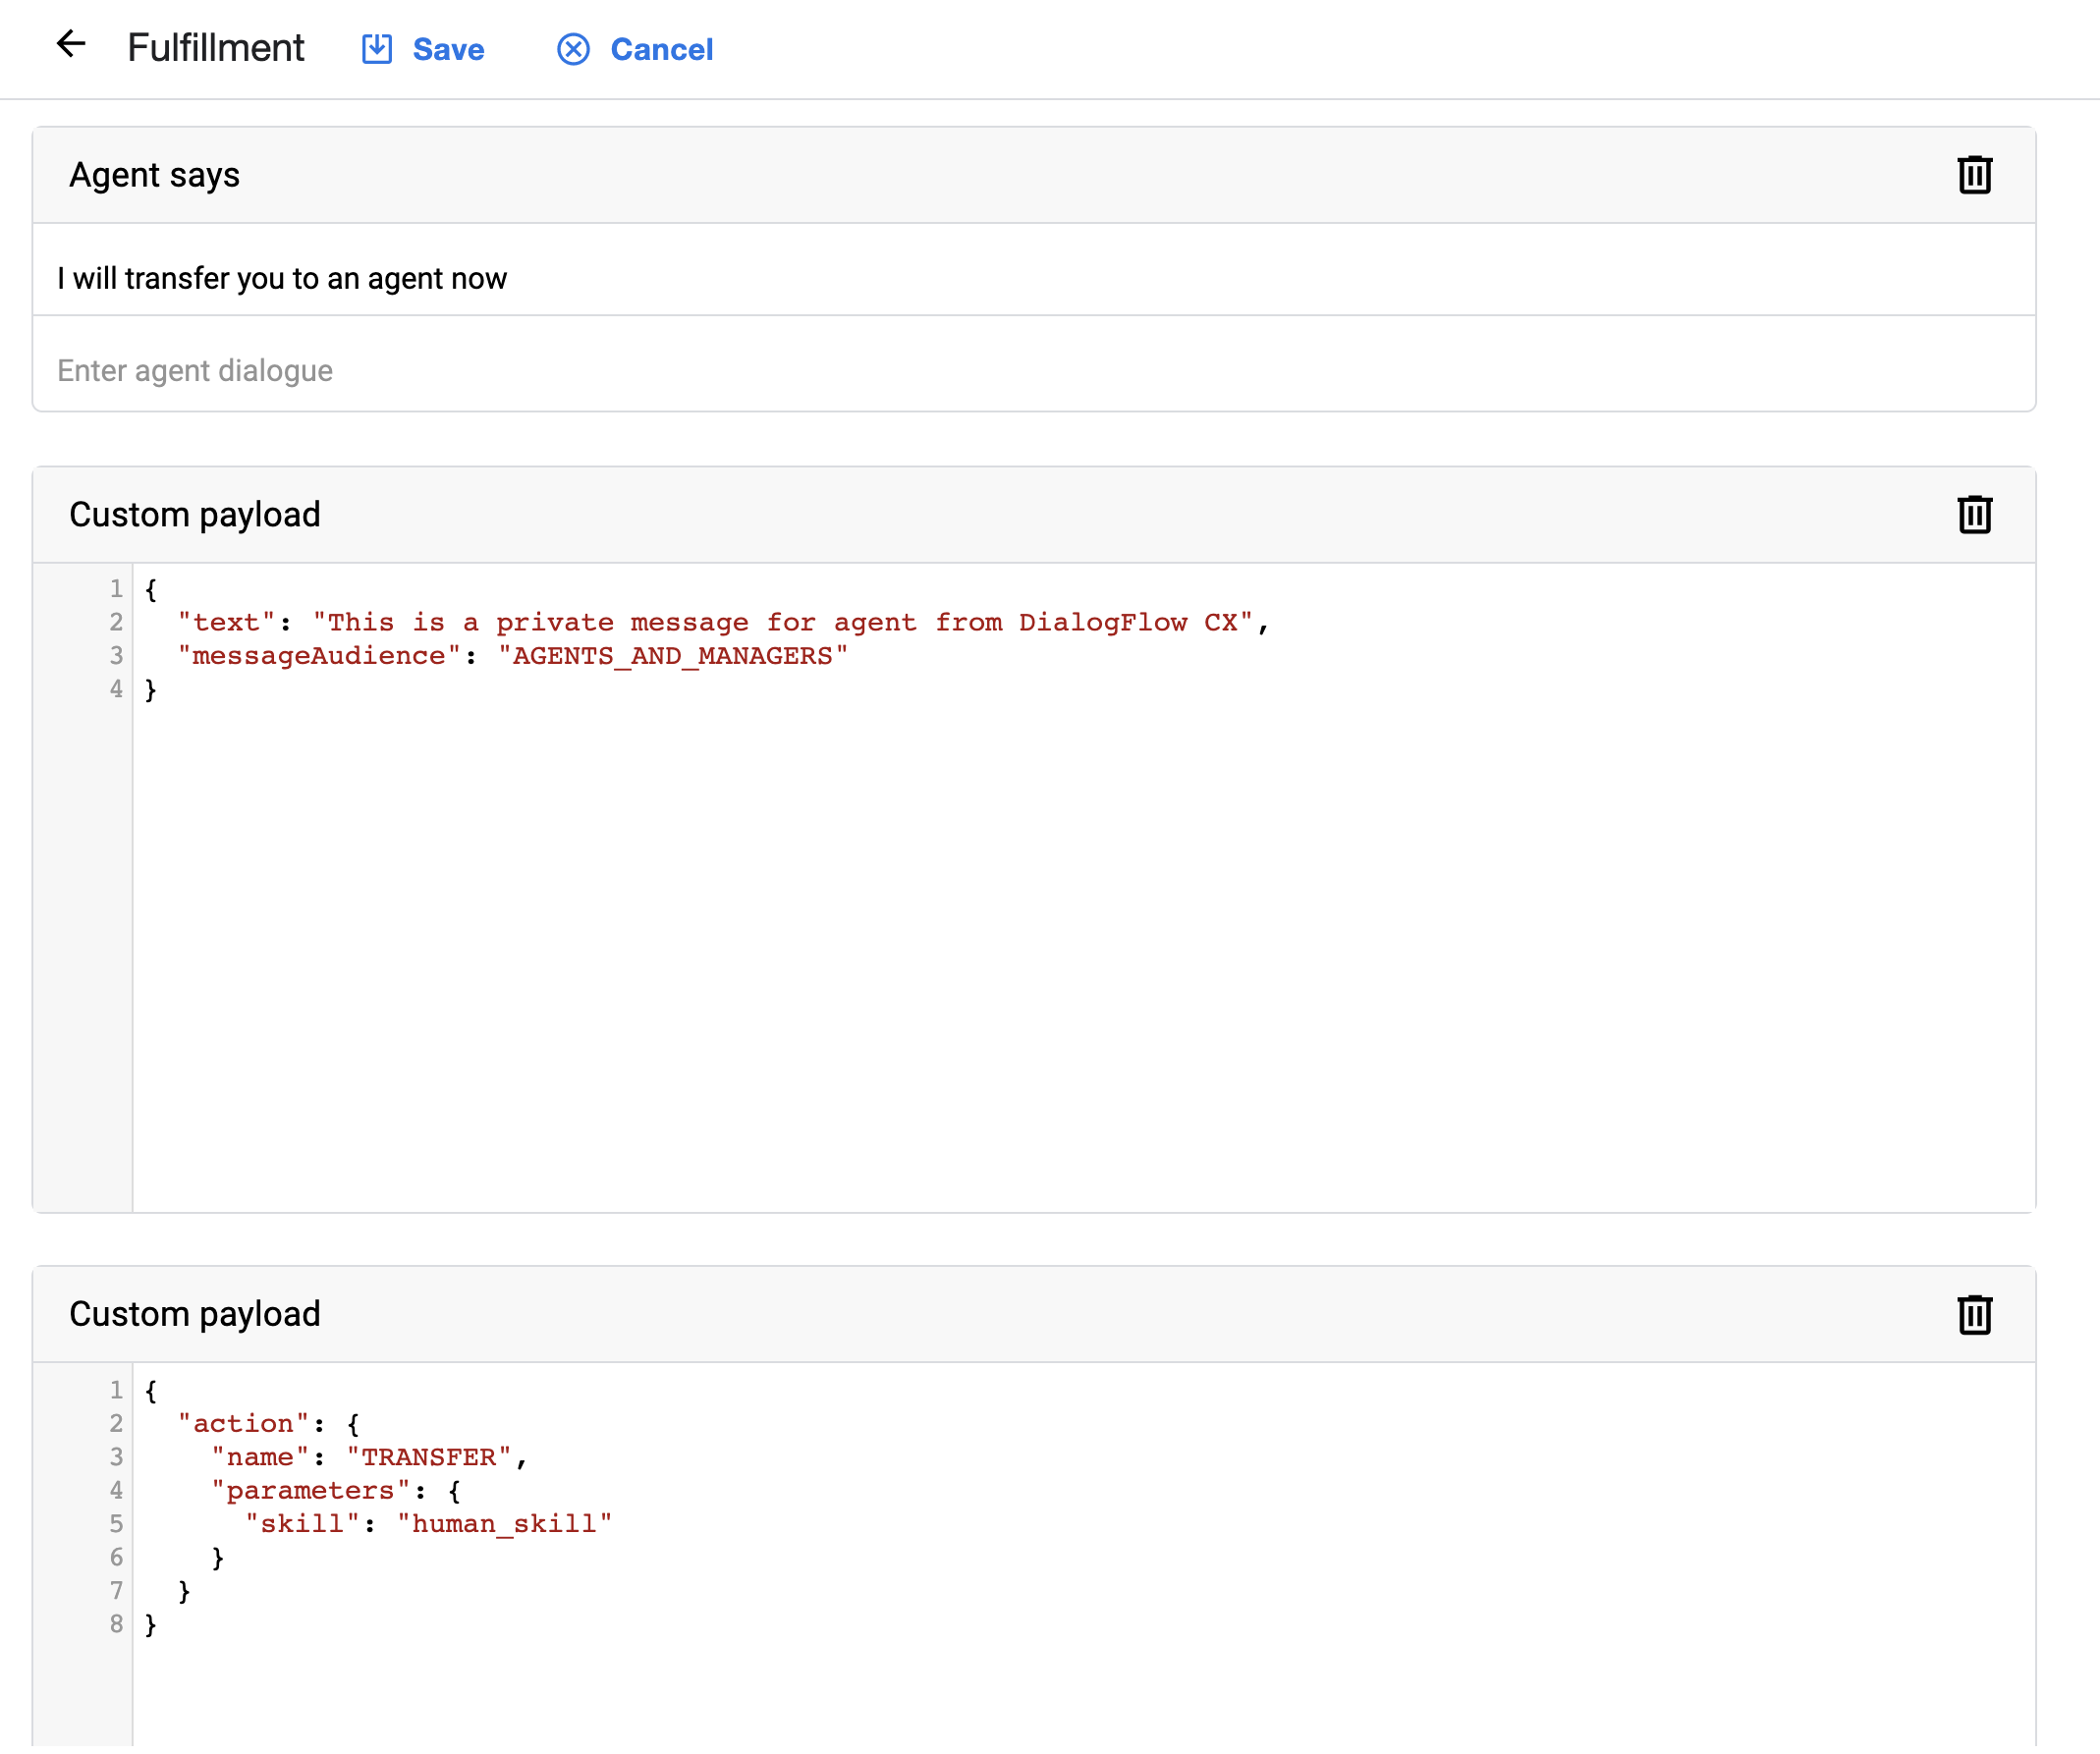 Fulfillment Save Cancel
Agent says
I will transfer you to an agent now
Enter agent dialogue
Custom payload
1 {
2   "text": "This is a private message for agent from DialogFlow CX",
3   "messageAudience": "AGENTS_AND_MANAGERS"
4 }
Custom payload
1 {
2   "action": {
3     "name": "TRANSFER",
4     "parameters": {
5       "skill": "human_skill"
6     }
7   }
8 }